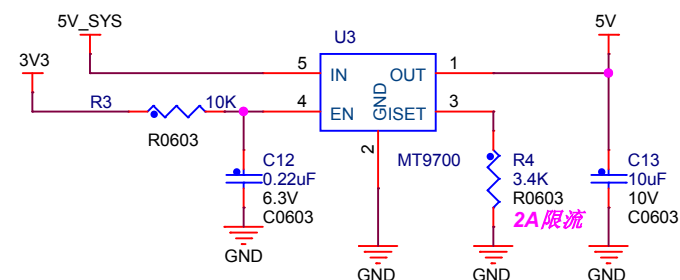 5V_SYS
5V
U3
3V3
5
IN
OUT
1
R3
10K
4
EN
GND
ISET
3
R0603
2
MT9700
C12
0.22uF
6.3V
C0603
R4
3.4K
R0603
2A限流
C13
10uF
10V
C0603
GND
GND
GND
GND